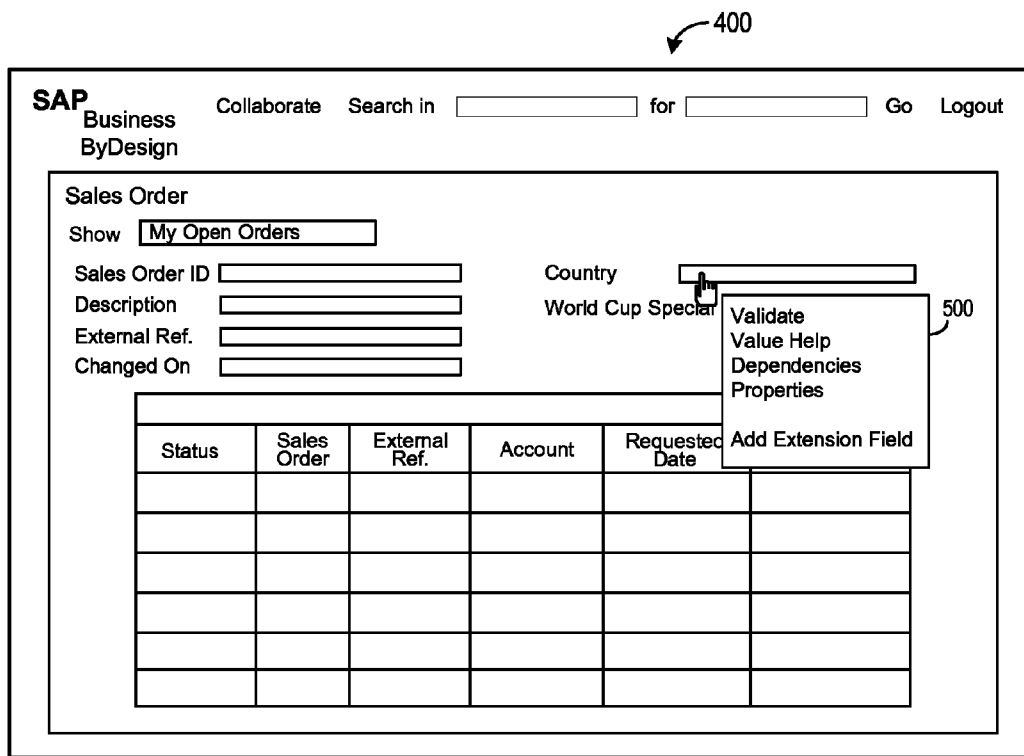 400
SAP Business ByDesign
Collaborate Search in for Go Logout
Sales Order
Show My Open Orders
Sales Order ID
Description
External Ref.
Changed On
Country
World Cup Special
500
Validate
Value Help
Dependencies
Properties
Add Extension Field
Status
Sales Order
External Ref.
Account
Requested Date